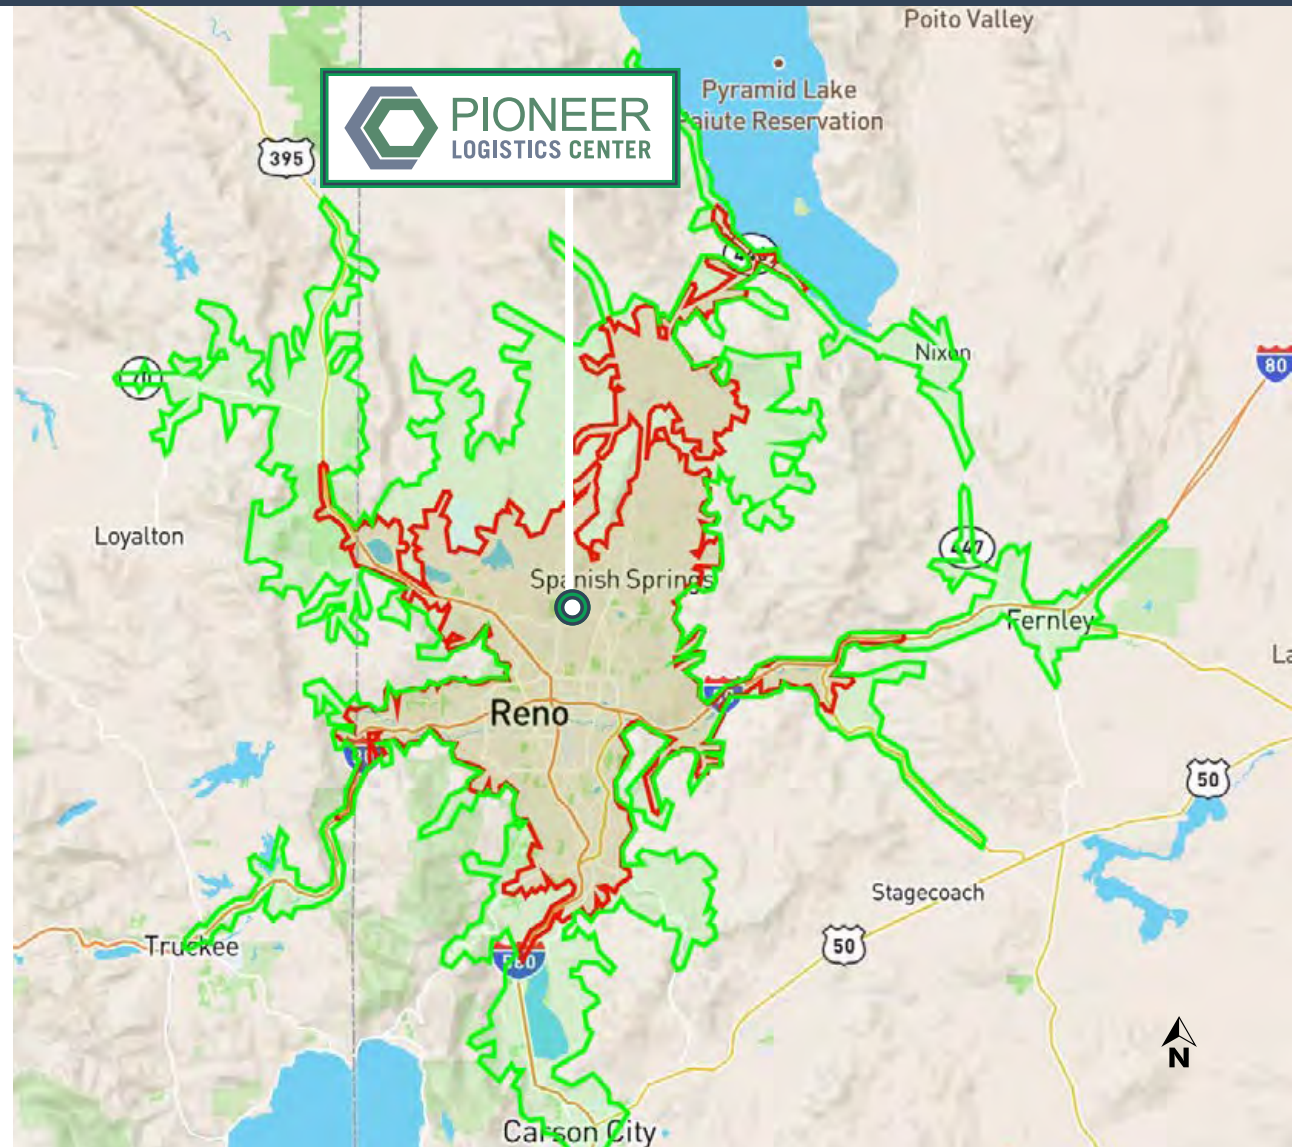 Poito Valley
Pyramid Lake
Paiute Reservation
PIONEER
LOGISTICS CENTER
395
70
Nixon
80
Loyalton
447
Spanish Springs
Fernley
Reno
50
Stagecoach
50
Truckee
580
N
Carson City